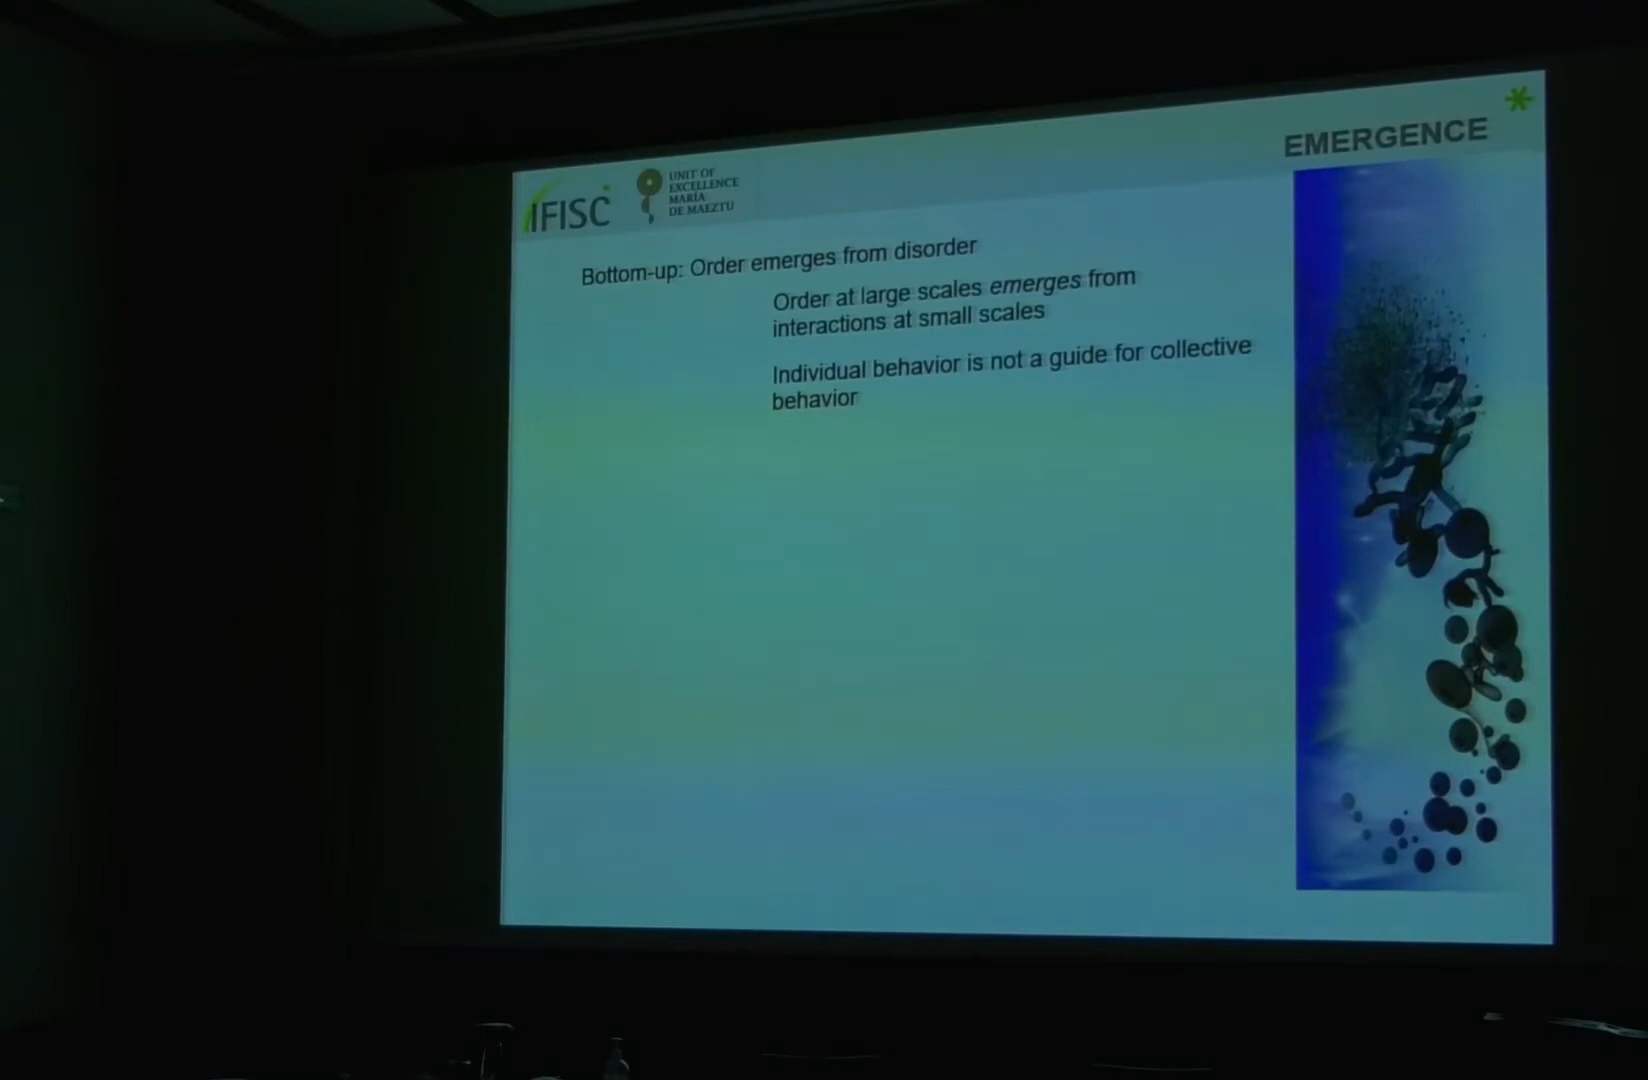 EMERGENCE
IFISC
UNIT OF
EXCELLENCE
MARÍA
DE MAEZTU
Bottom-up: Order emerges from disorder
Order at large scales emerges from
interactions at small scales
Individual behavior is not a guide for collective
behavior